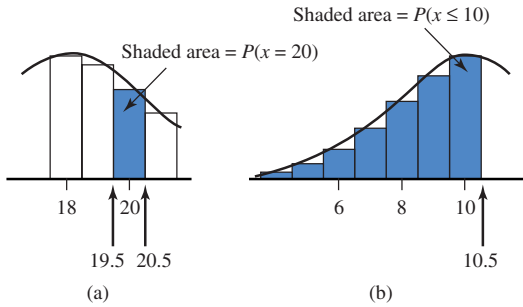 Shaded area = P(x = 20)
18 20
19.5 20.5
(a)
Shaded area = P(x ≤ 10)
6 8 10
10.5
(b)